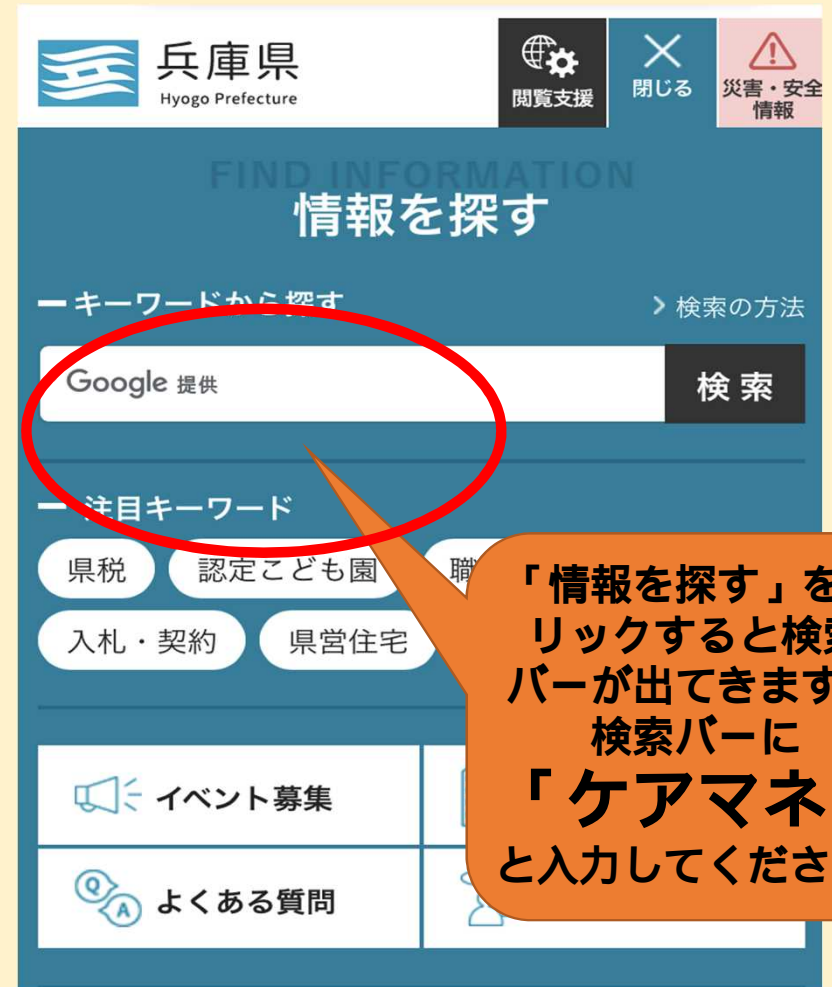 兵庫県
Hyogo Prefecture
閲覧支援
閉じる
災害・安全
情報
FIND INFORMATION
情報を探す
キーワードから探す
検索の方法
Google 提供
検索
注目キーワード
県税
認定こども園
職
入札・契約
県営住宅
イベント募集
よくある質問
「情報を探す」を
リックすると検索
バーが出てきます
検索バーに
「ケアマネ
と入力してくださ